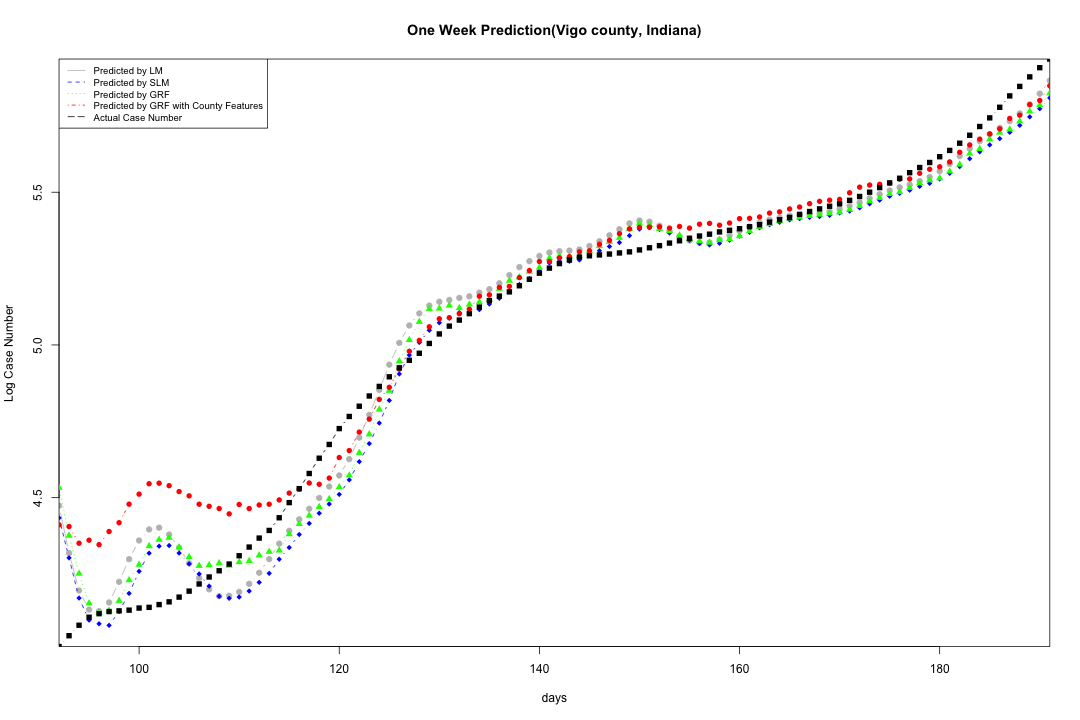 One Week Prediction(Vigo county, Indiana)
Predicted by LM
Predicted by SLM
Predicted by GRF
Predicted by GRF with County Features
Actual Case Number
Log Case Number
5.5
5.0
4.5
100 120 140 160 180
days